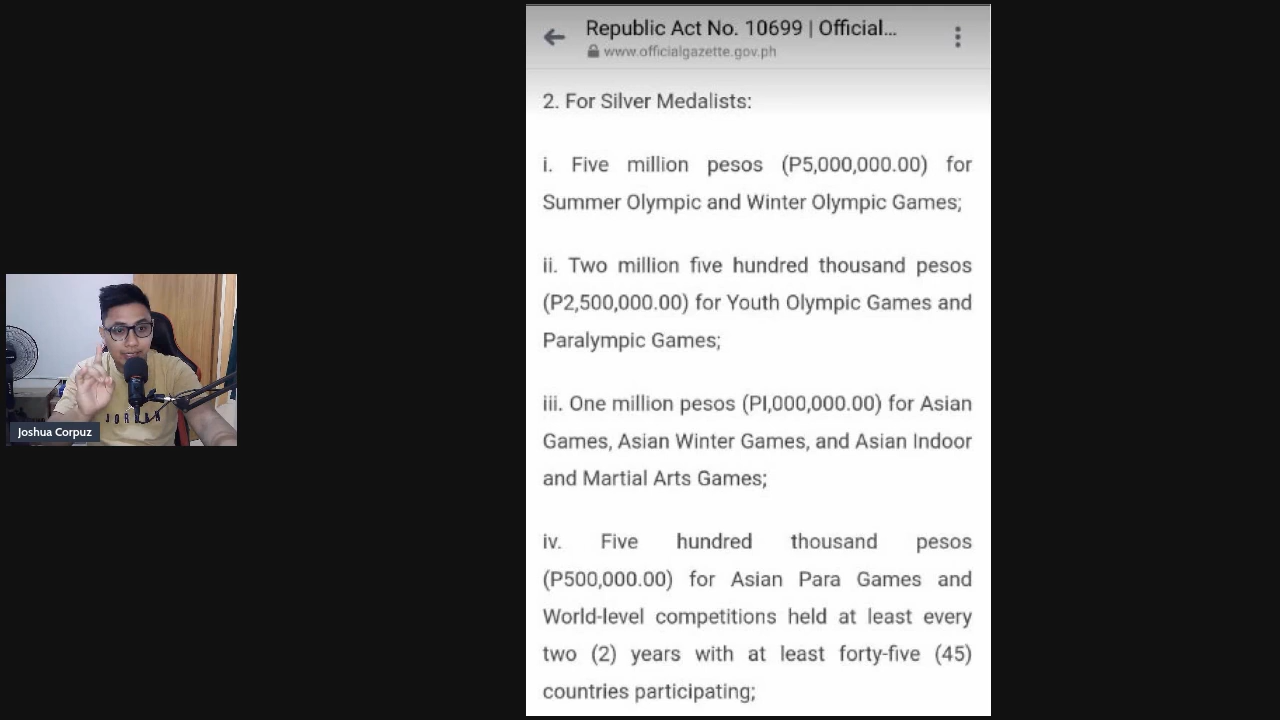 Republic Act No. 10699 | Official...
www.officialgazette.gov.ph
2. For Silver Medalists:
i. Five million pesos (P5,000,000.00) for
Summer Olympic and Winter Olympic Games;
ii. Two million five hundred thousand pesos
(P2,500,000.00) for Youth Olympic Games and
Paralympic Games;
iii. One million pesos (Pl,000,000.00) for Asian
Games, Asian Winter Games, and Asian Indoor
and Martial Arts Games;
iv. Five hundred thousand pesos
(P500,000.00) for Asian Para Games and
World-level competitions held at least every
two (2) years with at least forty-five (45)
countries participating;
JORDAN
Joshua Corpuz